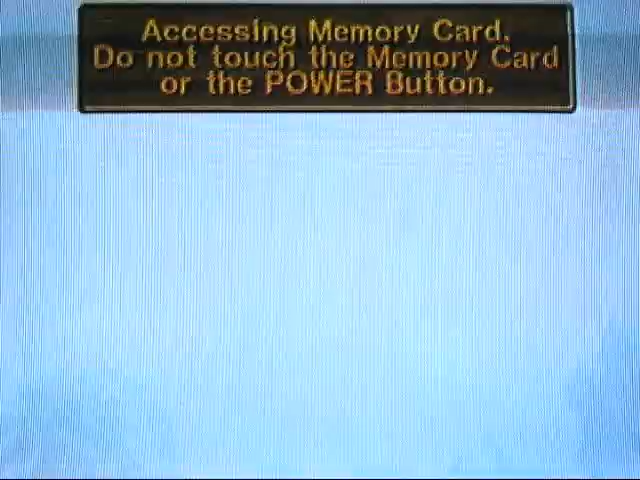 Accessing Memory Card.
Do not touch the Memory Card
or the POWER Button.